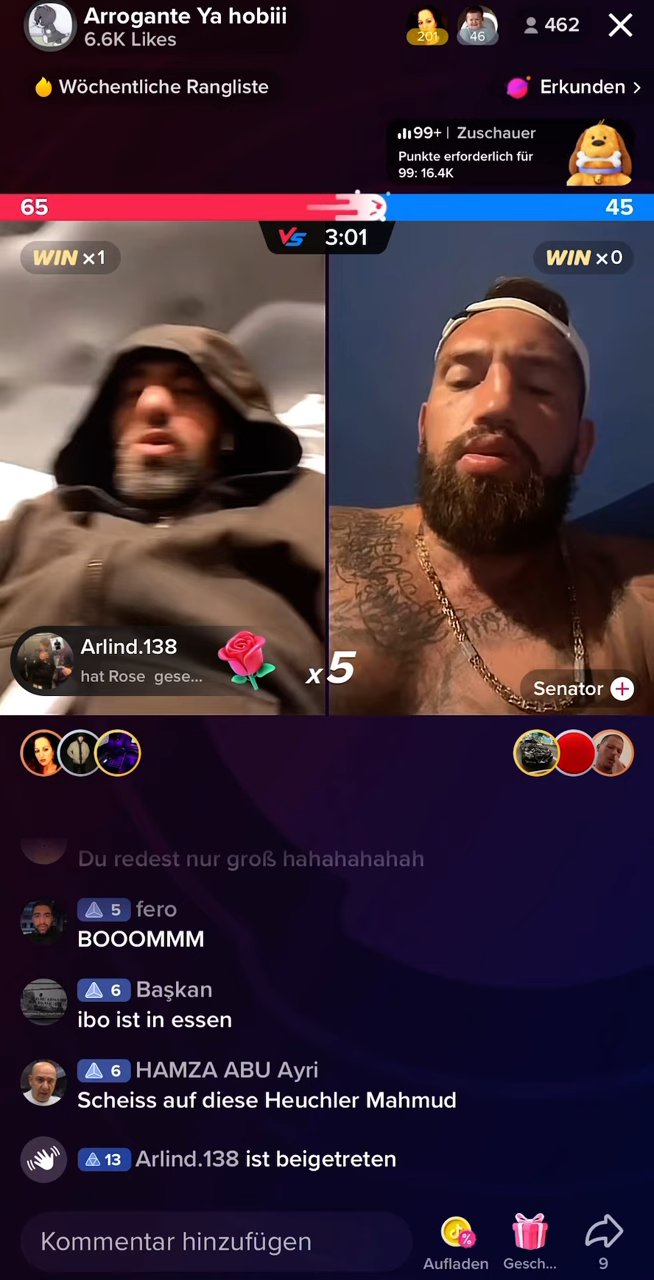 Arrogante Ya hobiii
6.6K Likes
201
46
462
Wöchentliche Rangliste
Erkunden
99+ | Zuschauer
Punkte erforderlich für
99: 16.4K
65
45
VS 3:01
WIN x1
WIN x0
Arlind.138
hat Rose gese...
x5
Senator
Du redest nur groß hahahahahah
5 fero
BOOOMMM
6 Başkan
ibo ist in essen
6 HAMZA ABU Ayri
Scheiss auf diese Heuchler Mahmud
13 Arlind.138 ist beigetreten
Kommentar hinzufügen
Aufladen
Gesch...
9